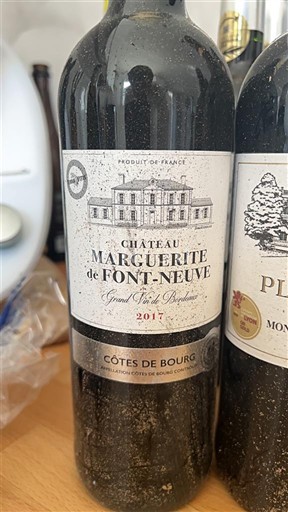 PRODUIT DE FRANCE
CHÂTEAU
MARGUERITE
de FONT-NEUVE
Grand Vin de Bordeaux
2017
CÔTES DE BOURG
APPELLATION CÔTES DE BOURG CONTRÔLÉE
PL
MON